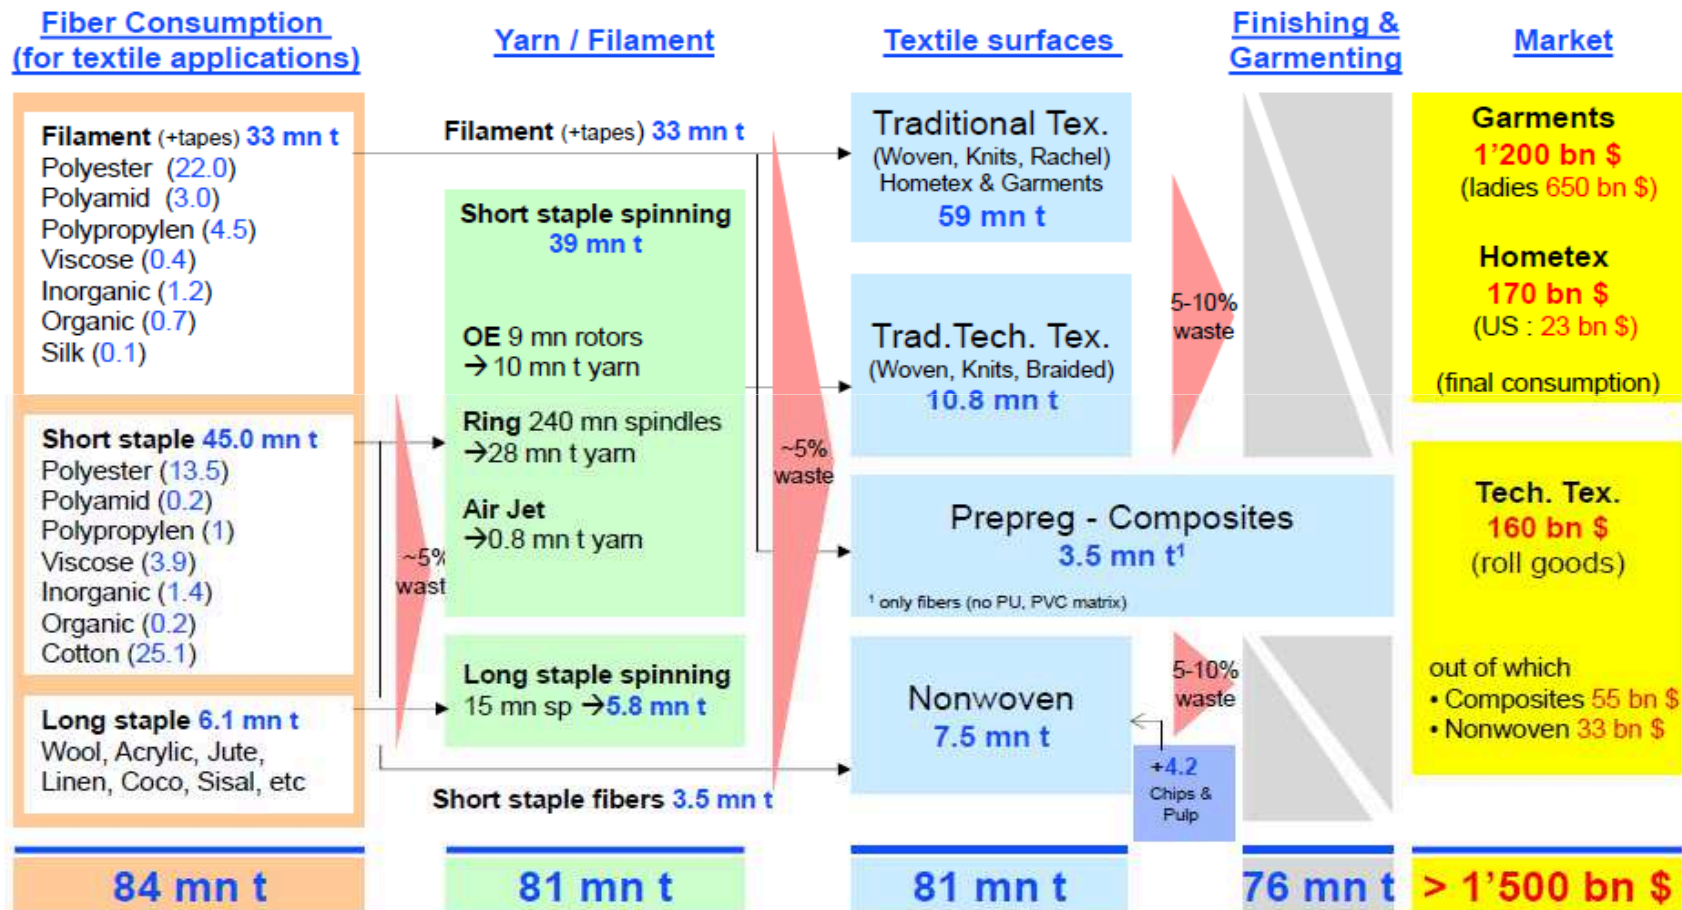 Fiber Consumption
(for textile applications)
Filament (+tapes) 33 mn t
Polyester (22.0)
Polyamid (3.0)
Polypropylen (4.5)
Viscose (0.4)
Inorganic (1.2)
Organic (0.7)
Silk (0.1)
Short staple 45.0 mn t
Polyester (13.5)
Polyamid (0.2)
Polypropylen (1)
Viscose (3.9)
Inorganic (1.4)
Organic (0.2)
Cotton (25.1)
Long staple 6.1 mn t
Wool, Acrylic, Jute,
Linen, Coco, Sisal, etc
84 mn t
~5%
wast
Yarn / Filament
Filament (+tapes) 33 mn t
Short staple spinning
39 mn t
OE 9 mn rotors
→ 10 mn t yarn
Ring 240 mn spindles
→28 mn t yarn
Air Jet
→0.8 mn t yarn
Long staple spinning
15 mn sp →5.8 mn t
Short staple fibers 3.5 mn t
81 mn t
~5%
waste
Textile surfaces
Traditional Tex.
(Woven, Knits, Rachel)
Hometex & Garments
59 mn t
Trad.Tech. Tex.
(Woven, Knits, Braided)
10.8 mn t
Prepreg - Composites
3.5 mn t¹
¹ only fibers (no PU, PVC matrix)
Nonwoven
7.5 mn t
+4.2
Chips &
Pulp
81 mn t
5-10%
waste
5-10%
waste
Finishing &
Garmenting
76 mn t
Market
Garments
1'200 bn $
(ladies 650 bn $)
Hometex
170 bn $
(US : 23 bn $)
(final consumption)
Tech. Tex.
160 bn $
(roll goods)
out of which
• Composites 55 bn $
• Nonwoven 33 bn $
> 1'500 bn $